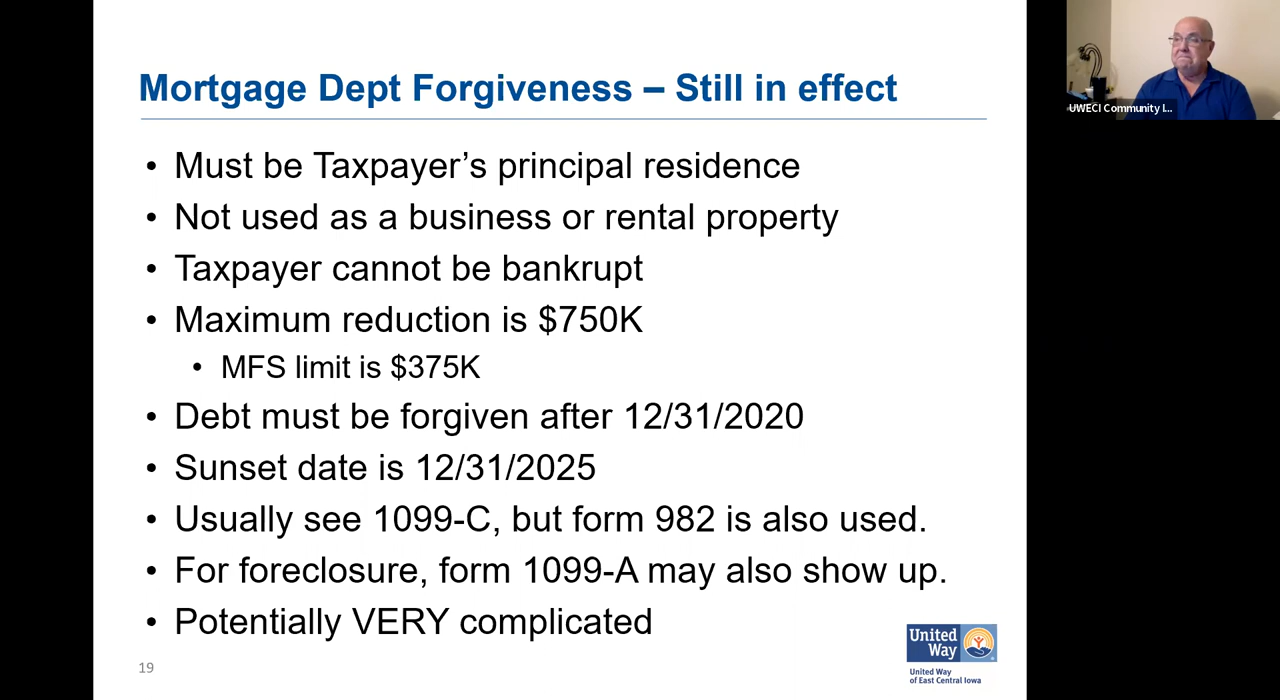 Mortgage Dept Forgiveness – Still in effect
• Must be Taxpayer’s principal residence
• Not used as a business or rental property
• Taxpayer cannot be bankrupt
• Maximum reduction is $750K
• MFS limit is $375K
• Debt must be forgiven after 12/31/2020
• Sunset date is 12/31/2025
• Usually see 1099-C, but form 982 is also used.
• For foreclosure, form 1099-A may also show up.
• Potentially VERY complicated
19
United
Way
United Way
of East Central Iowa
UWECI Community I...